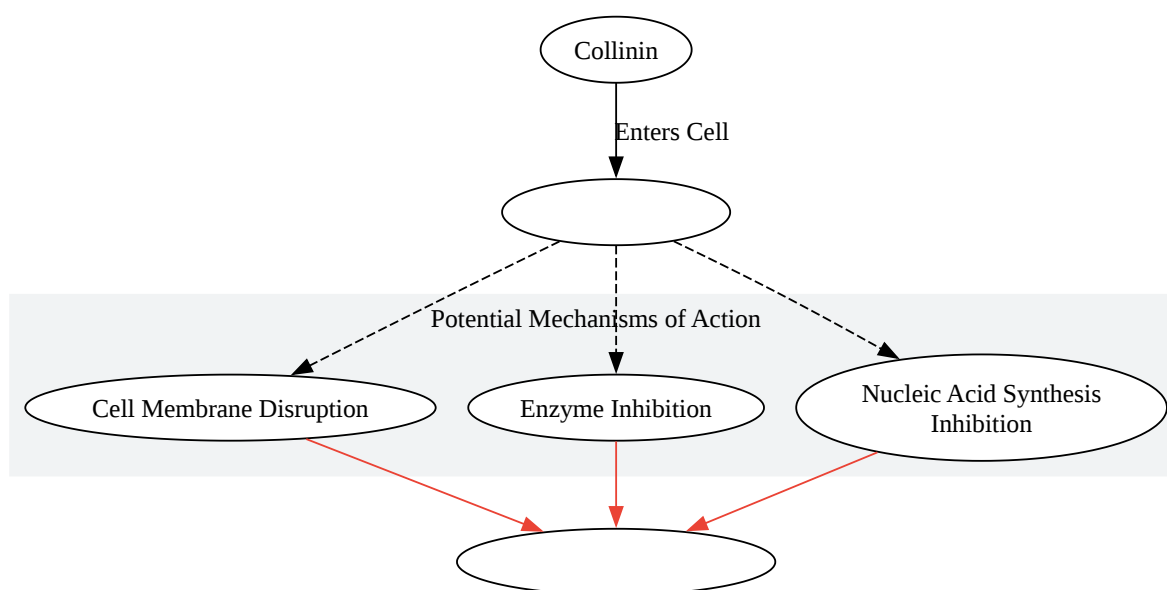 Collinin
Enters Cell
Potential Mechanisms of Action
Cell Membrane Disruption
Enzyme Inhibition
Nucleic Acid Synthesis
Inhibition